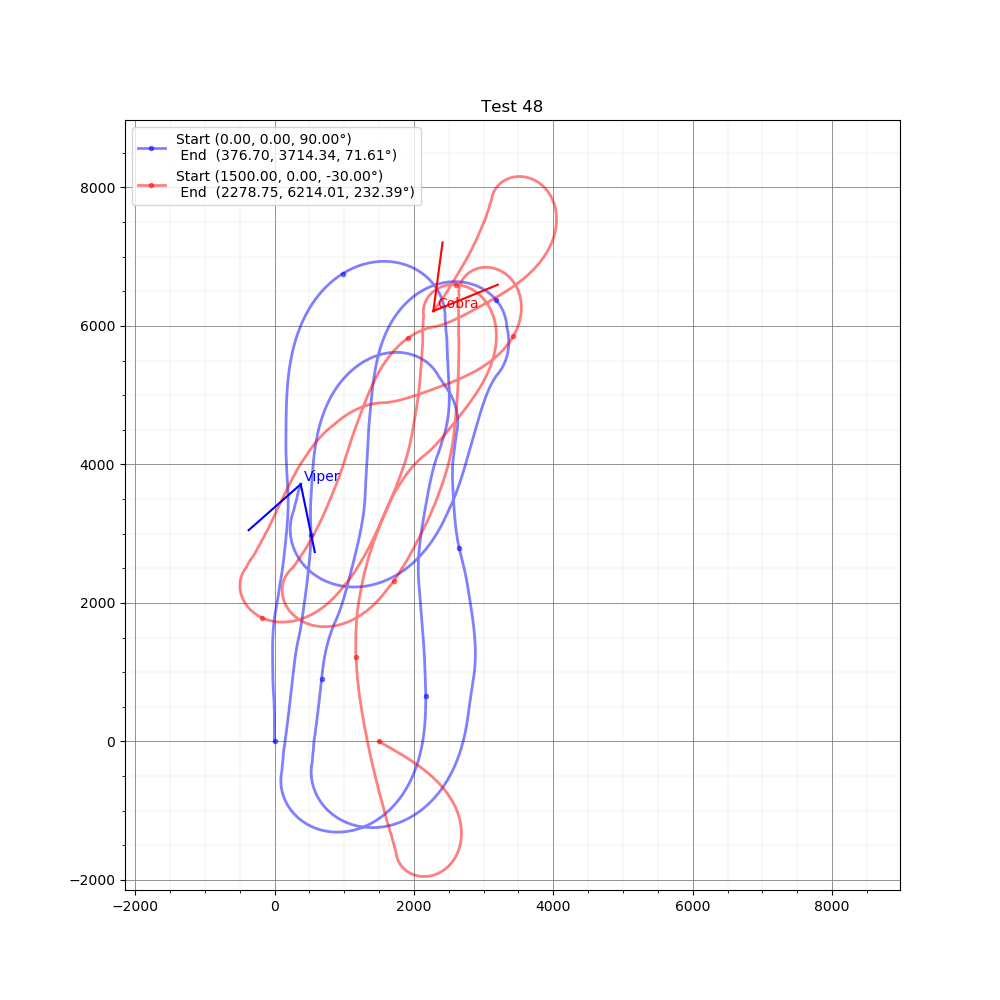 Test 48
Start (0.00, 0.00, 90.00°)
End (376.70, 3714.34, 71.61°)
Start (1500.00, 0.00, -30.00°)
End (2278.75, 6214.01, 232.39°)
8000
6000
4000
2000
0
−2000
Cobra
Viper
−2000 0 2000 4000 6000 8000